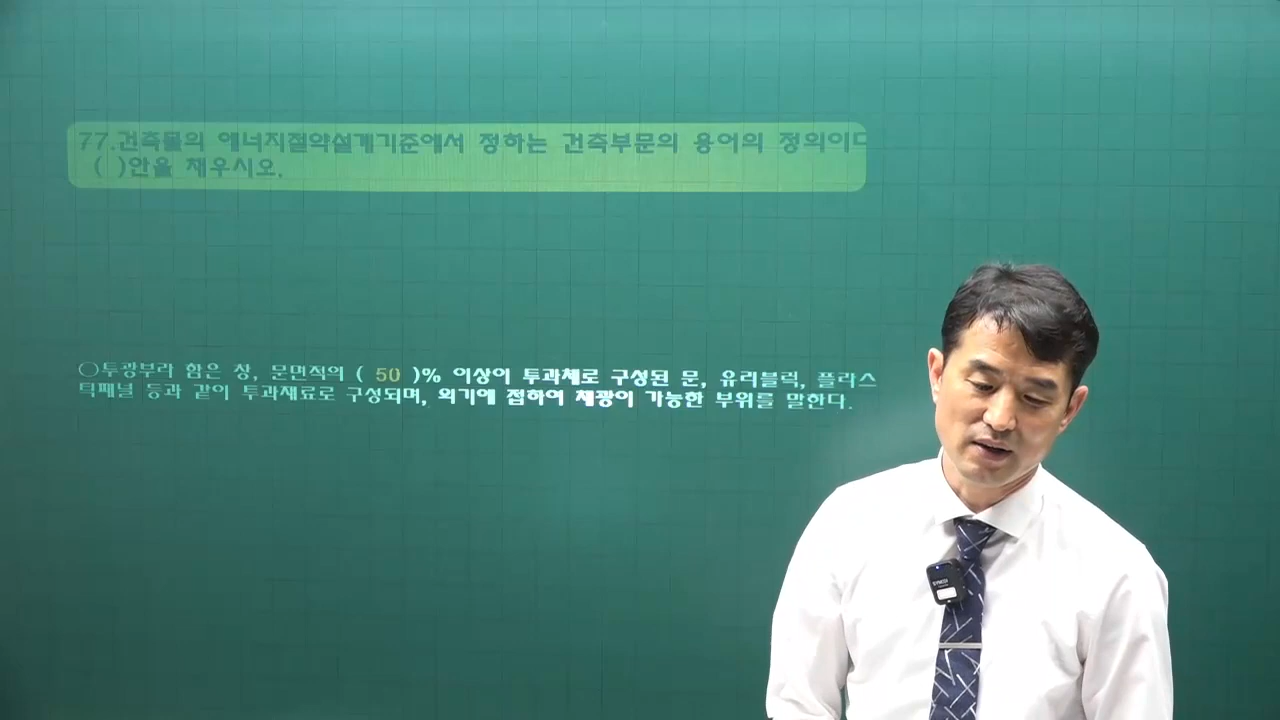 77.건축물의 에너지절약설계기준에서 정하는 건축부문의 용어의 정의이다
( )안을 채우시오.
○투광부라 함은 창, 문면적의 ( 50 )% 이상이 투과체로 구성된 문, 유리블럭, 플라스
틱패널 등과 같이 투과재료로 구성되며, 외기에 접하여 채광이 가능한 부위를 말한다.